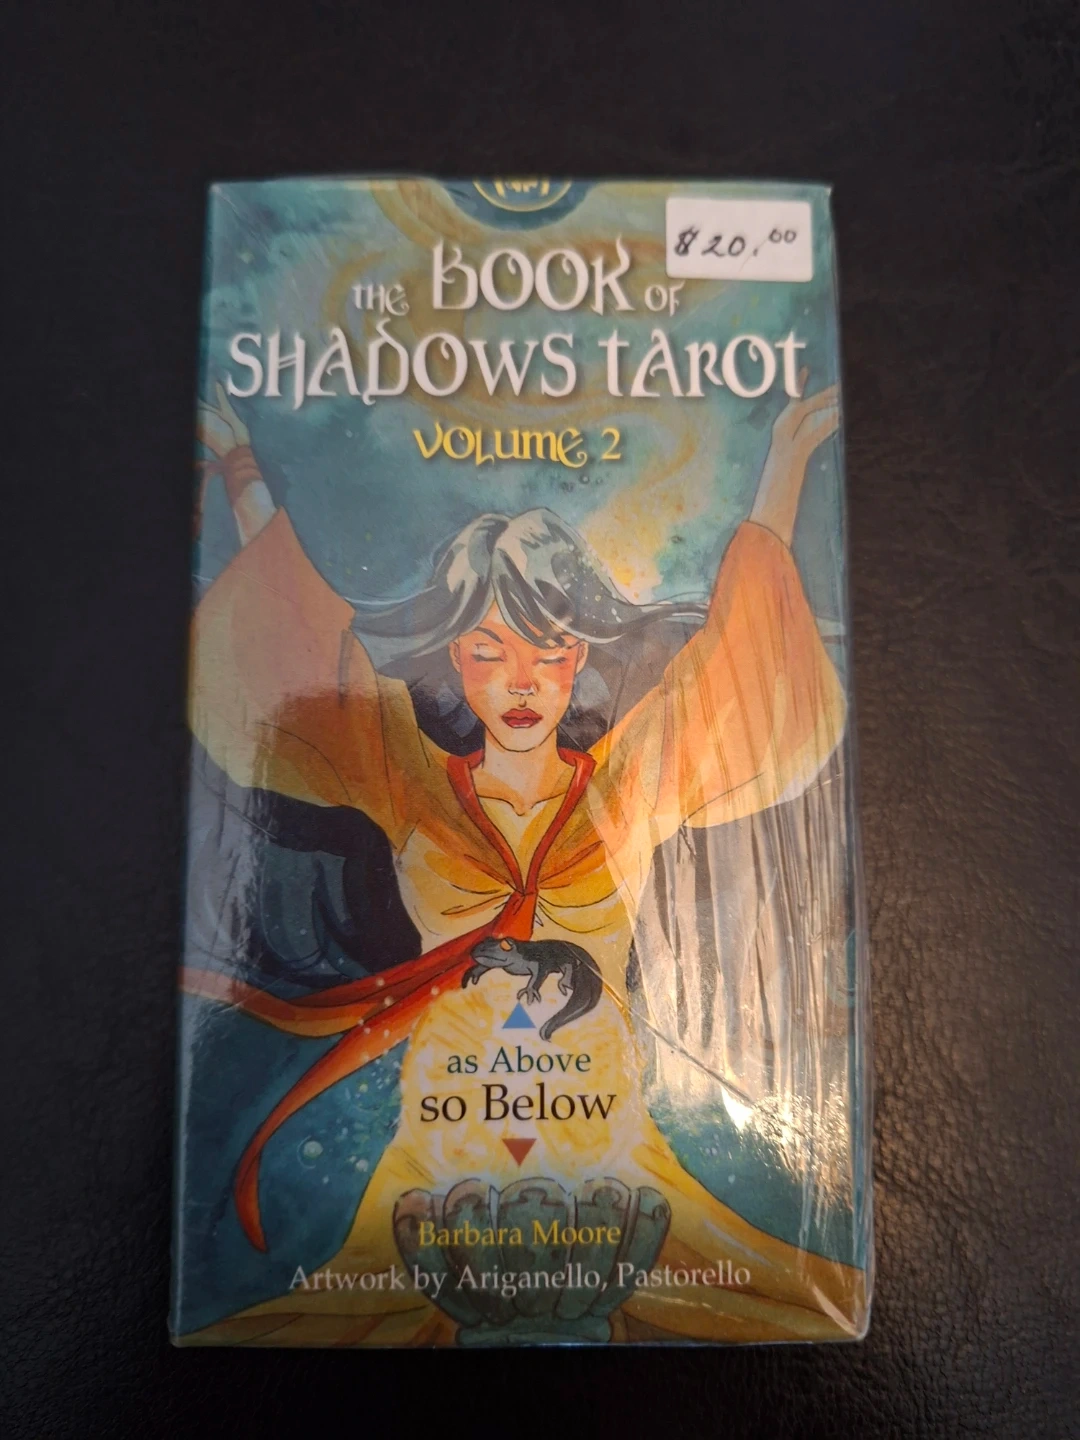 $20.00
the BOOK of
SHADOWS tAROt
VOLUME 2
as Above
so Below
Barbara Moore
Artwork by Ariganello, Pastorello